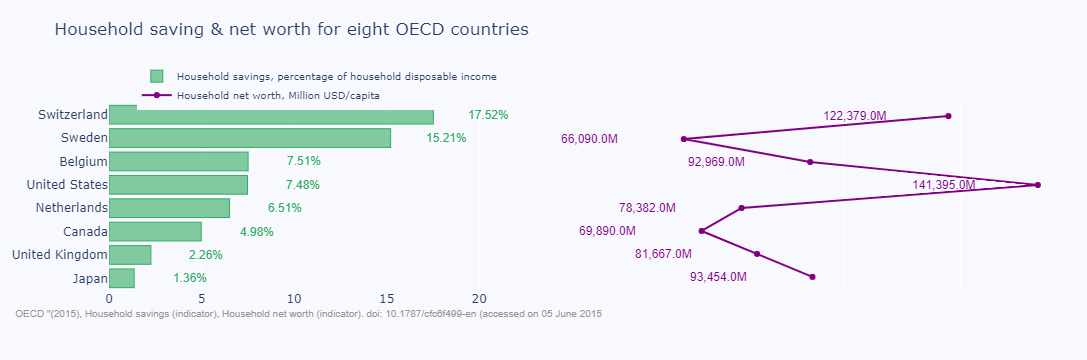 Household saving & net worth for eight OECD countries
Household savings, percentage of household disposable income
Household net worth, Million USD/capita
Switzerland 17.52% 122,379.0M
Sweden 15.21% 66,090.0M
Belgium 7.51% 92,969.0M
United States 7.48% 141,395.0M
Netherlands 6.51% 78,382.0M
Canada 4.98% 69,890.0M
United Kingdom 2.26% 81,667.0M
Japan 1.36% 93,454.0M
0 5 10 15 20
OECD "(2015), Household savings (indicator), Household net worth (indicator). doi: 10.1787/cfc6f499-en (accessed on 05 June 2015